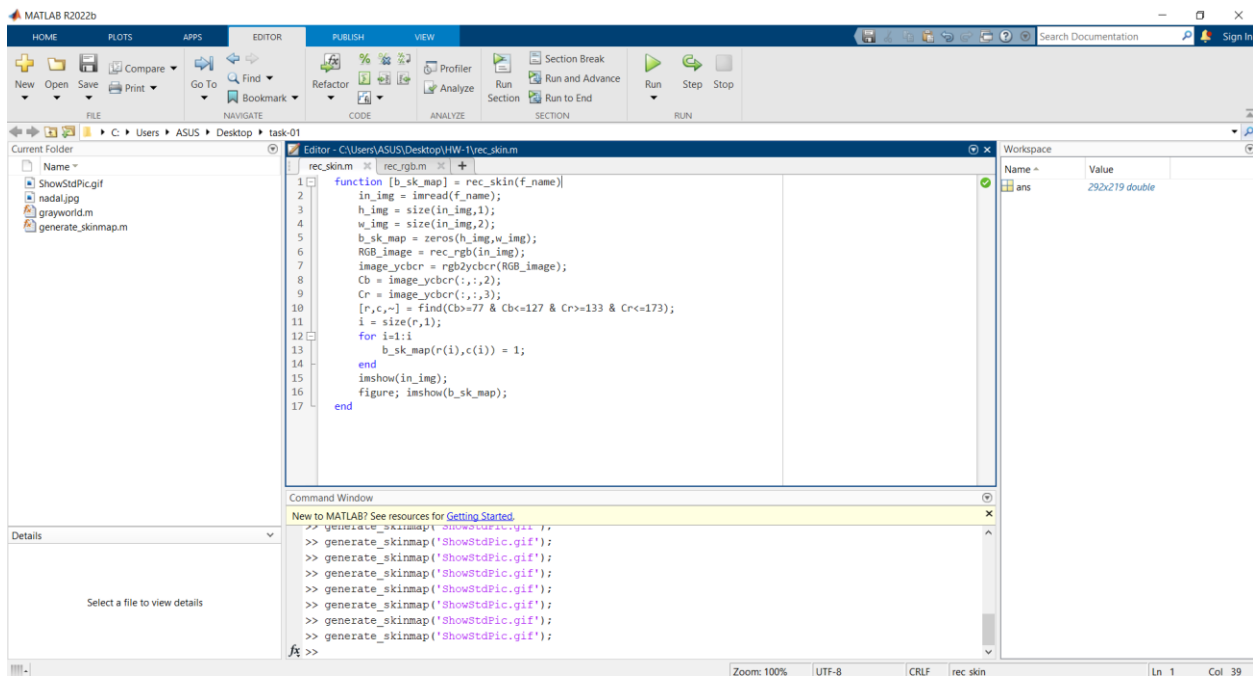 MATLAB R2022b
HOME PLOTS APPS EDITOR PUBLISH VIEW Search Documentation Sign In
New Open Save Compare Print Go To Find Bookmark Refactor Profiler Analyze Run Section Section Break Run and Advance Run to End Run Step Stop
FILE NAVIGATE CODE ANALYZE SECTION RUN
C: Users ASUS Desktop task-01
Current Folder
Name
ShowStdPic.gif
nadal.jpg
grayworld.m
generate_skinmap.m
Details
Select a file to view details
Editor - C:\Users\ASUS\Desktop\HW-1\rec_skin.m
rec_skin.m rec_rgb.m
1 function [b_sk_map] = rec_skin(f_name)
2 in_img = imread(f_name);
3 h_img = size(in_img,1);
4 w_img = size(in_img,2);
5 b_sk_map = zeros(h_img,w_img);
6 RGB_image = rec_rgb(in_img);
7 image_ycbcr = rgb2ycbcr(RGB_image);
8 Cb = image_ycbcr(:,:,2);
9 Cr = image_ycbcr(:,:,3);
10 [r,c,~] = find(Cb>=77 & Cb<=127 & Cr>=133 & Cr<=173);
11 i = size(r,1);
12 for i=1:i
13 b_sk_map(r(i),c(i)) = 1;
14 end
15 imshow(in_img);
16 figure; imshow(b_sk_map);
17 end
Command Window
New to MATLAB? See resources for Getting Started.
>> generate_skinmap('ShowStdPic.gif');
>> generate_skinmap('ShowStdPic.gif');
>> generate_skinmap('ShowStdPic.gif');
>> generate_skinmap('ShowStdPic.gif');
>> generate_skinmap('ShowStdPic.gif');
>> generate_skinmap('ShowStdPic.gif');
>> generate_skinmap('ShowStdPic.gif');
>> generate_skinmap('ShowStdPic.gif');
fx >>
Workspace
Name Value
ans 292x219 double
Zoom: 100% UTF-8 CRLF rec_skin Ln 1 Col 39